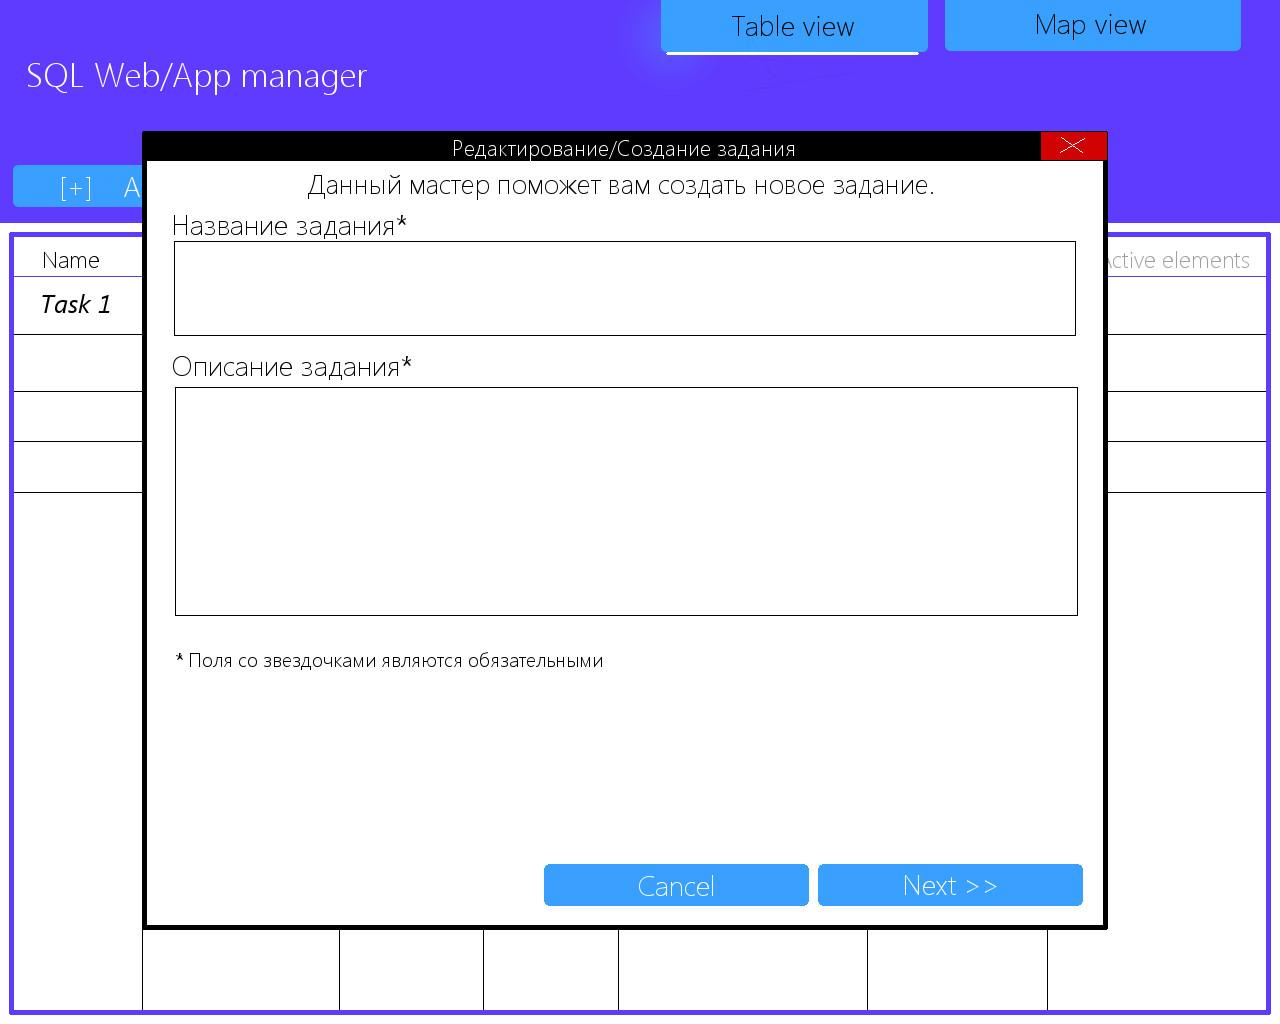 Table view
Map view
SQL Web/App manager
Редактирование/Создание задания
[+] A
Данный мастер поможет вам создать новое задание.
Название задания*
Name
Active elements
Task 1
Описание задания*
* Поля со звездочками являются обязательными
Cancel
Next >>